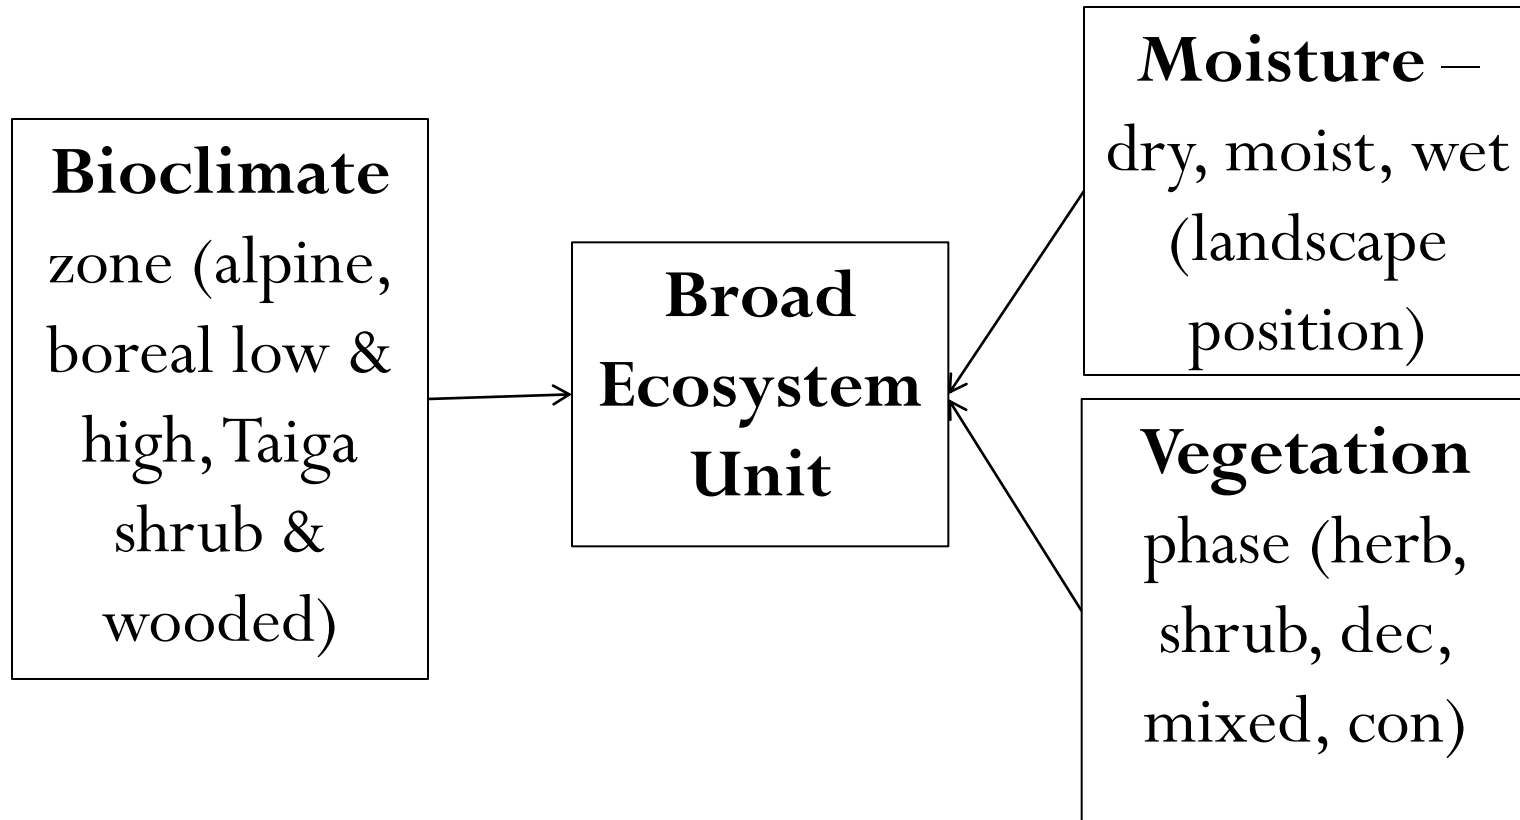 Bioclimate
zone (alpine,
boreal low &
high, Taiga
shrub &
wooded)
Broad
Ecosystem
Unit
Moisture –
dry, moist, wet
(landscape
position)
Vegetation
phase (herb,
shrub, dec,
mixed, con)